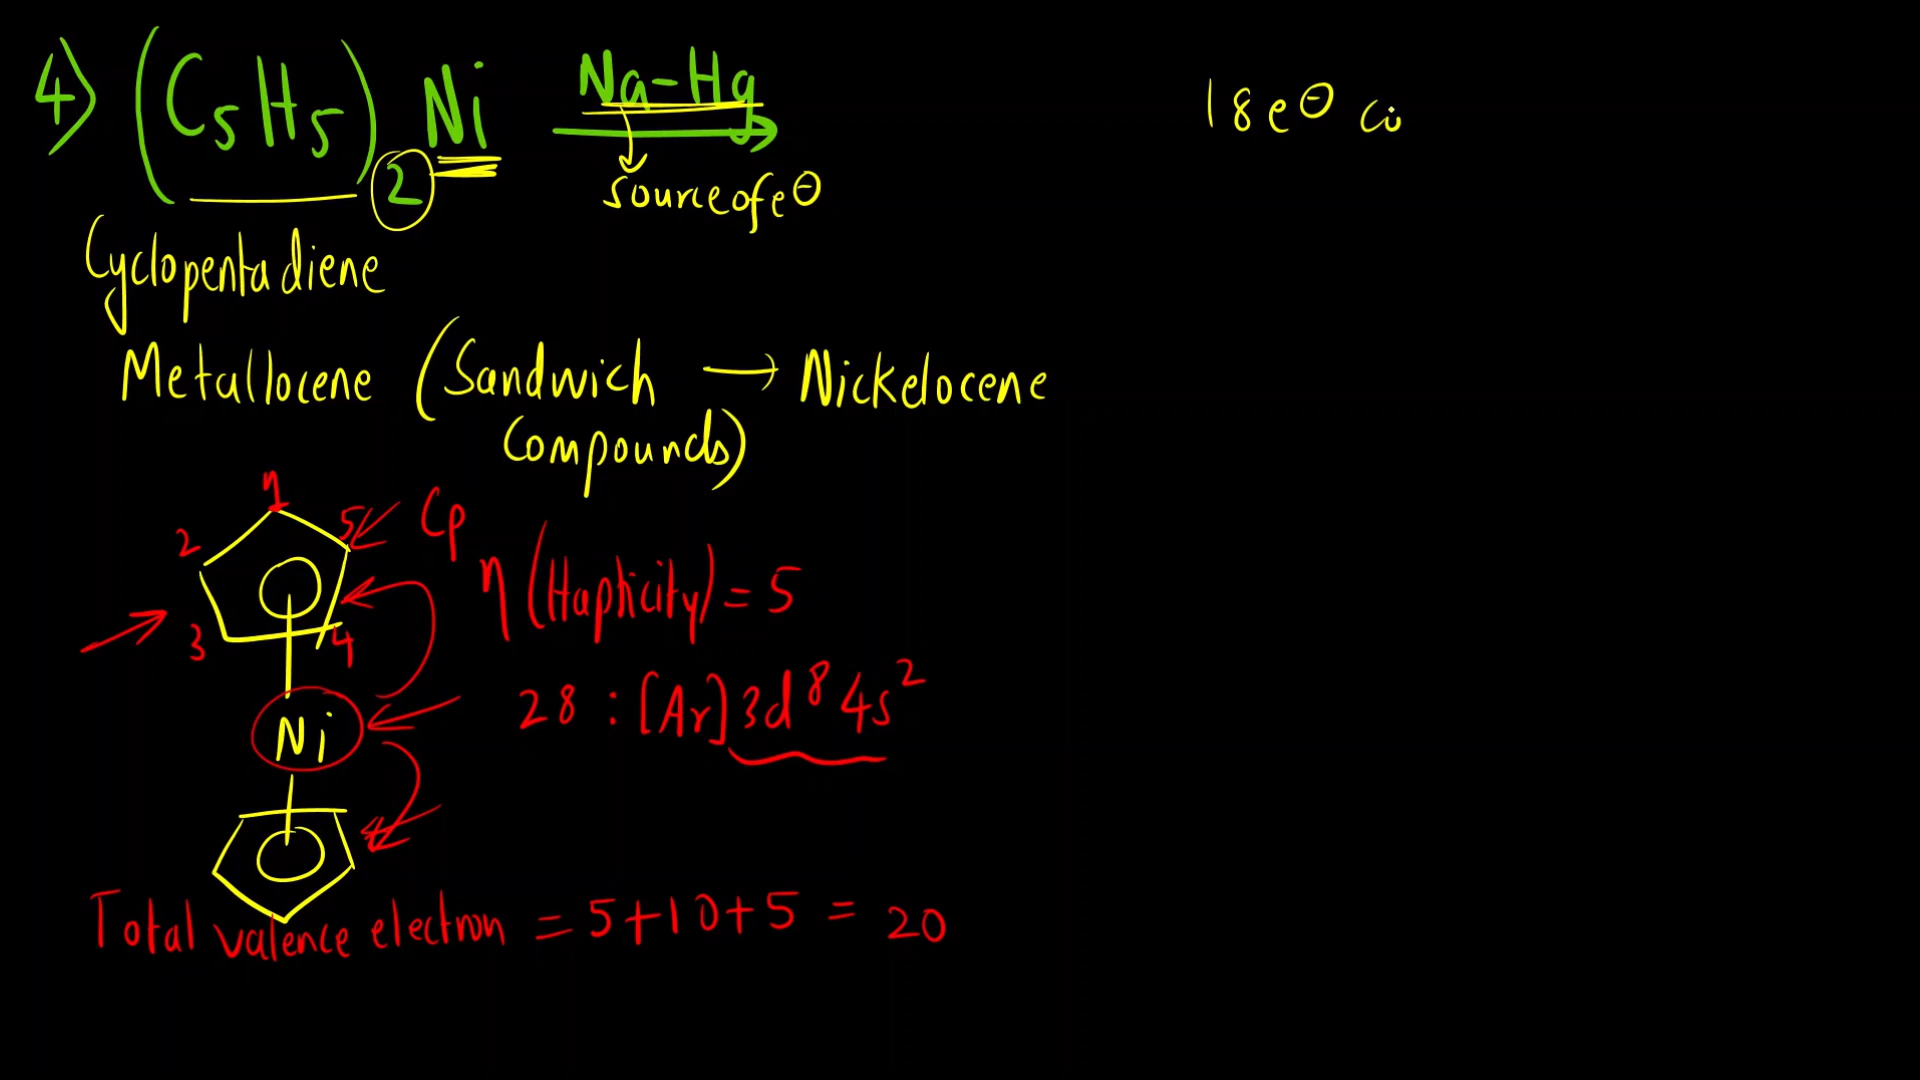 4) (C₅H₅)₂ Ni Na-Hg
source of e⊖
18e⊖
Cyclopentadiene
Metallocene (Sandwich → Nickelocene
Compounds)
1
2
5
Cp
3
4
η (Hapticity) = 5
Ni
28 : [Ar] 3d⁸ 4s²
Total valence electron = 5+10+5 = 20